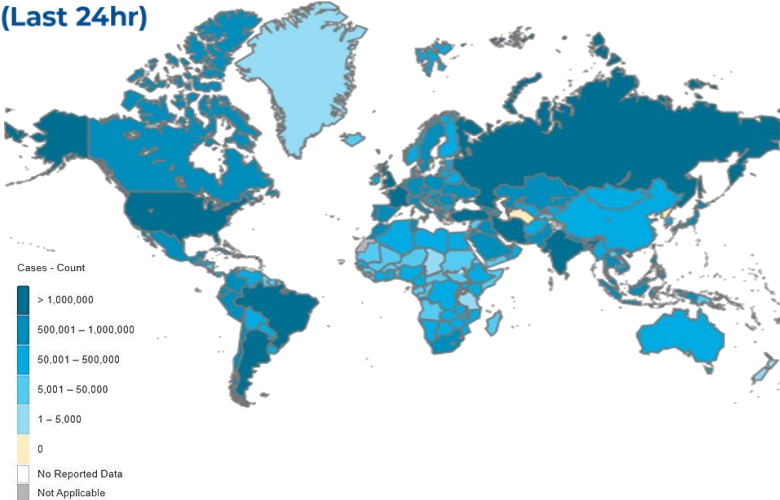 (Last 24hr)
Cases - Count
> 1,000,000
500,001 – 1,000,000
50,001 – 500,000
5,001 – 50,000
1 – 5,000
0
No Reported Data
Not Applicable